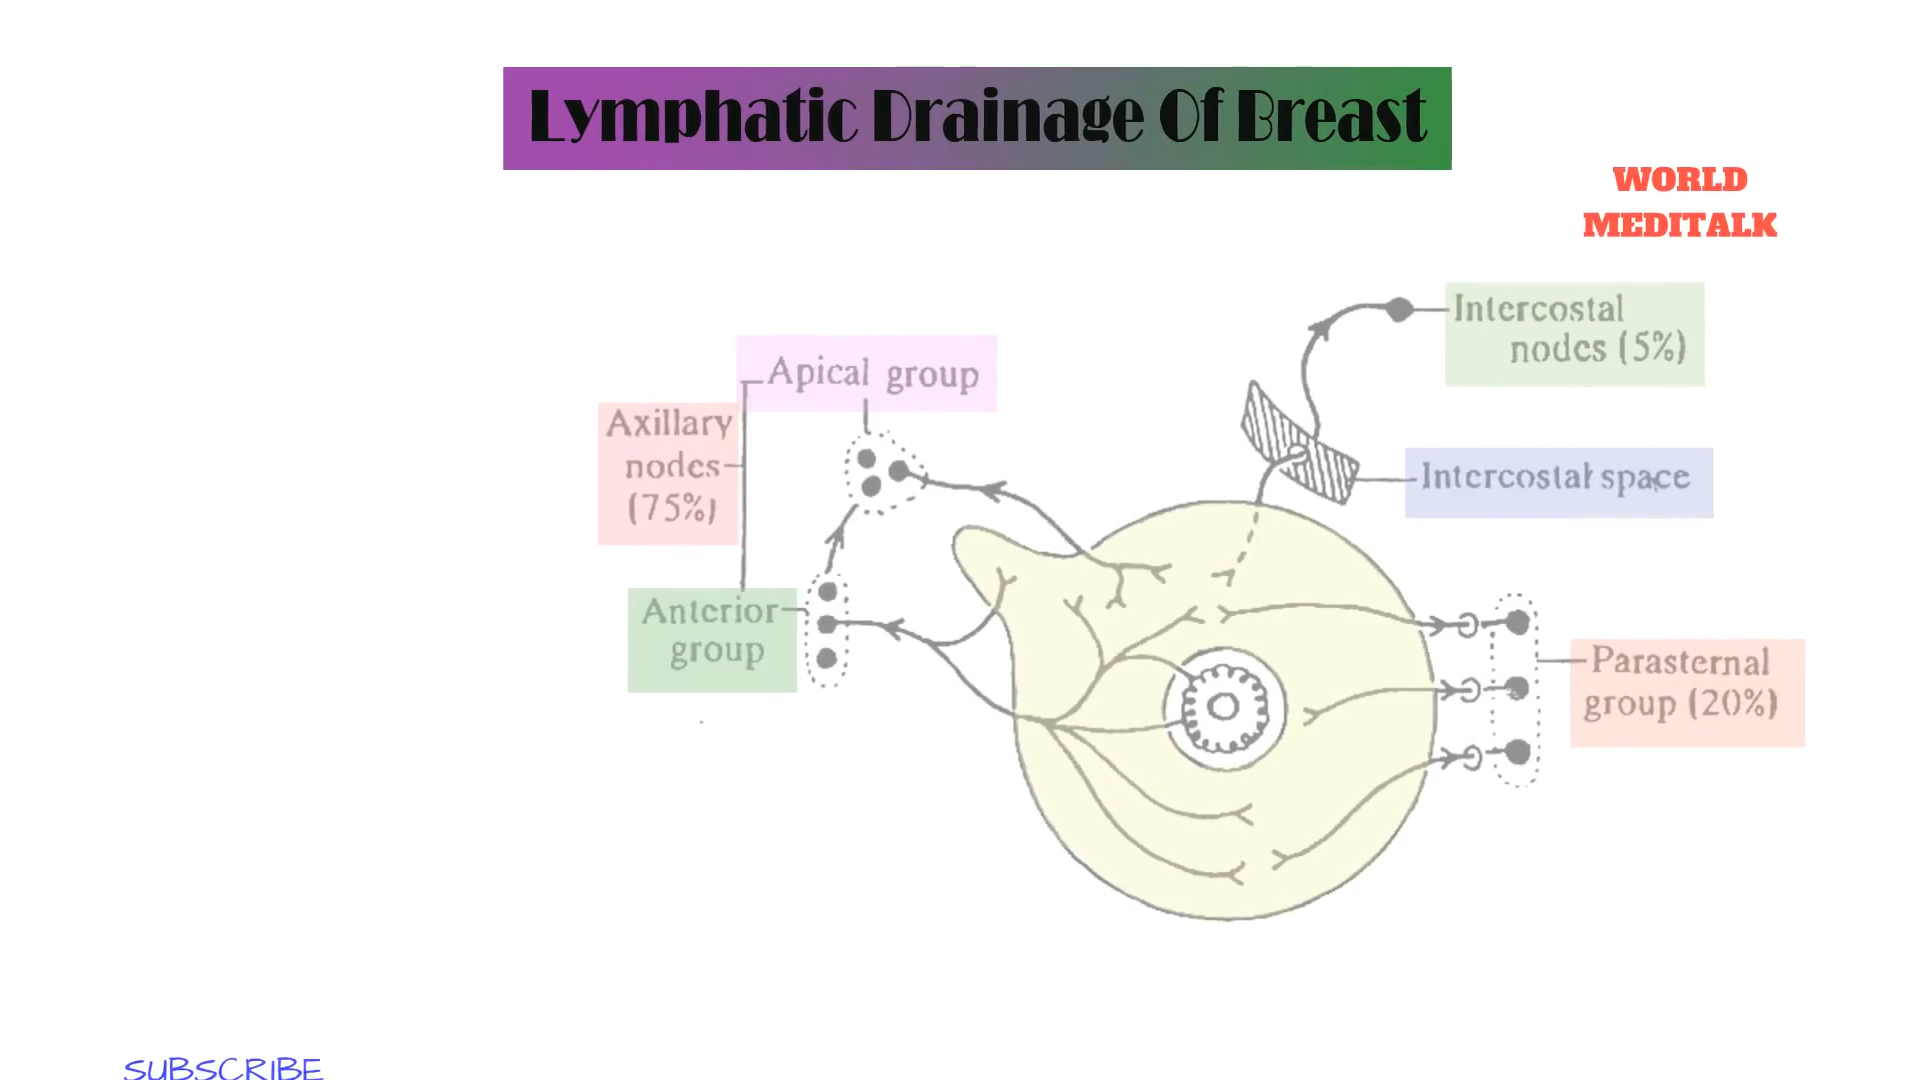 Lymphatic Drainage Of Breast
WORLD
MEDITALK
Intercostal
nodes (5%)
Apical group
Axillary
nodes
(75%)
Intercostal space
Anterior
group
Parasternal
group (20%)
SUBSCRIBE